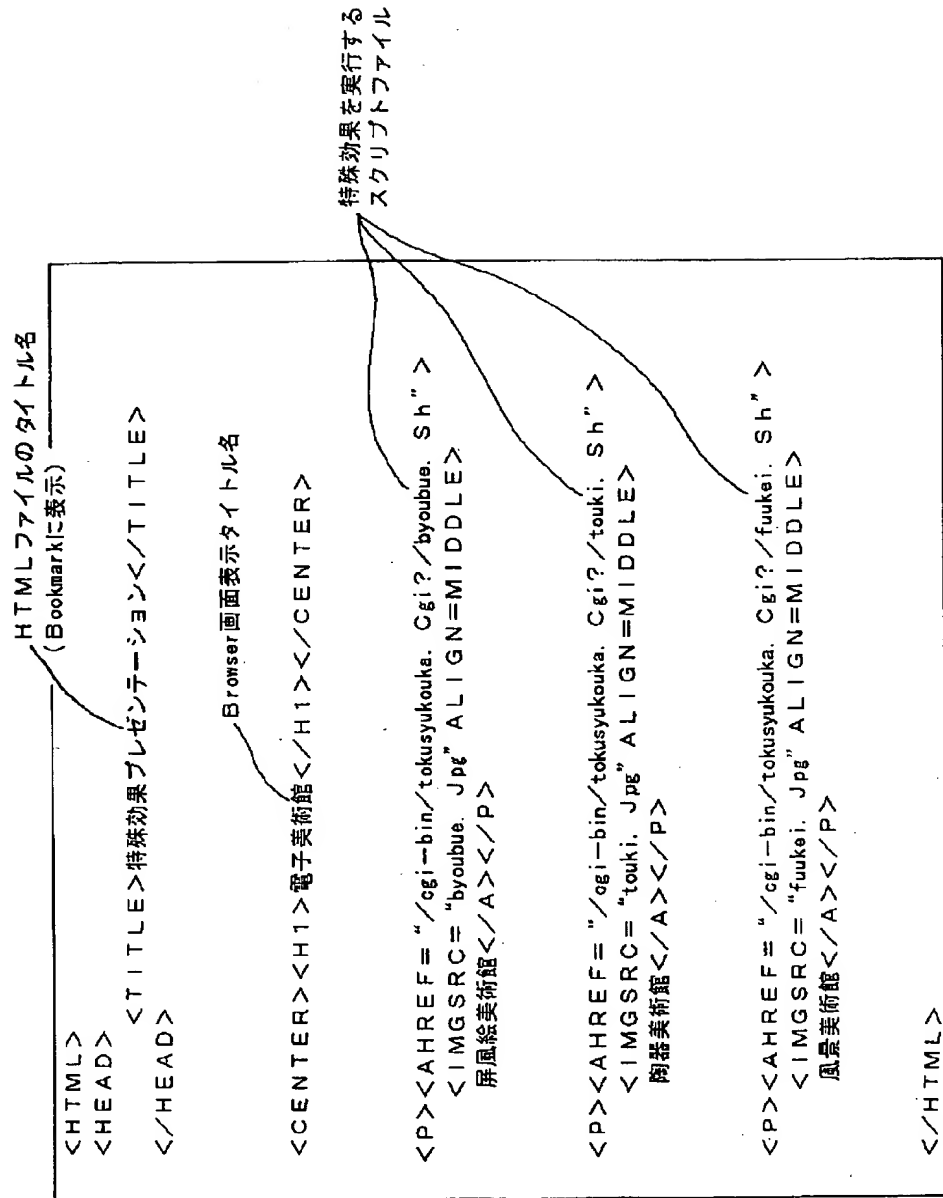 HTMLファイルのタイトル名
(Bookmarkに表示)
<HTML>
<HEAD>
<TITLE>特殊効果プレゼンテーション</TITLE>
</HEAD>
Browser画面表示タイトル名
<CENTER><H1>電子美術館</H1></CENTER>
特殊効果を実行する
スクリプトファイル
<P><AHREF="/cgi-bin/tokusyukouka. Cgi?/byoubue. Sh" >
<IMGSRC="byoubue. Jpg" ALIGN=MIDDLE>
屏風絵美術館</A></P>
<P><AHREF="/cgi-bin/tokusyukouka. Cgi?/touki. Sh" >
<IMGSRC="touki. Jpg" ALIGN=MIDDLE>
陶器美術館</A></P>
<P><AHREF="/cgi-bin/tokusyukouka. Cgi?/fuukei. Sh" >
<IMGSRC="fuukei. Jpg" ALIGN=MIDDLE>
風景美術館</A></P>
</HTML>